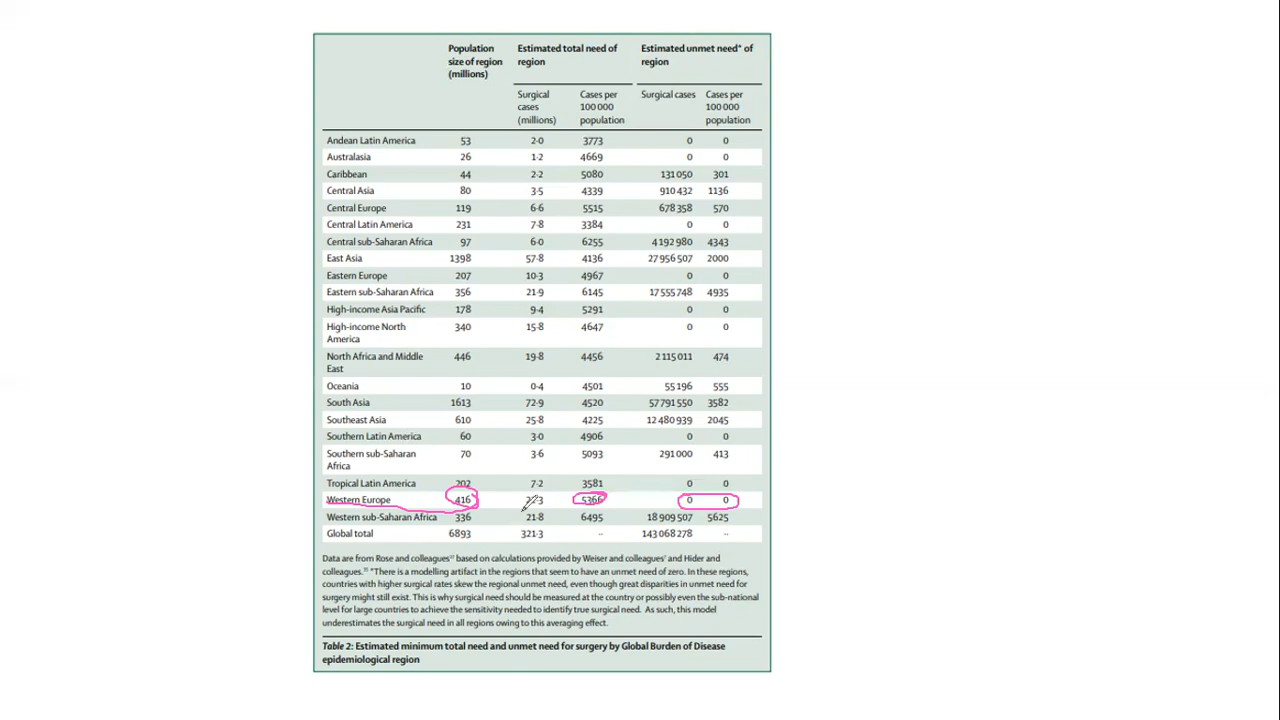 Population Estimated total need of Estimated unmet need* of
size of region region region
(millions)
Surgical Cases per Surgical cases Cases per
cases 100 000 100 000
(millions) population population
Andean Latin America 53 2·0 3773 0 0
Australasia 26 1·2 4669 0 0
Caribbean 44 2·2 5080 131 050 301
Central Asia 80 3·5 4339 910 432 1136
Central Europe 119 6·6 5515 678 358 570
Central Latin America 231 7·8 3384 0 0
Central sub-Saharan Africa 97 6·0 6255 4 192 980 4343
East Asia 1398 57·8 4136 27 956 507 2000
Eastern Europe 207 10·3 4967 0 0
Eastern sub-Saharan Africa 356 21·9 6145 17 555 748 4935
High-income Asia Pacific 178 9·4 5291 0 0
High-income North 340 15·8 4647 0 0
America
North Africa and Middle 446 19·8 4456 2 115 011 474
East
Oceania 10 0·4 4501 55 196 555
South Asia 1613 72·9 4520 57 791 550 3582
Southeast Asia 610 25·8 4225 12 480 939 2045
Southern Latin America 60 3·0 4906 0 0
Southern sub-Saharan 70 3·6 5093 291 000 413
Africa
Tropical Latin America 202 7·2 3581 0 0
Western Europe 416 5366 0 0
Western sub-Saharan Africa 336 21·8 6495 18 909 507 5625
Global total 6893 321·3 ·· 143 068 278 ··
Data are from Rose and colleagues based on calculations provided by Weiser and colleagues and Hider and
colleagues. *There is a modelling artifact in the regions that seem to have an unmet need of zero. In these regions,
countries with higher surgical rates skew the regional unmet need, even though great disparities in unmet need for
surgery might still exist. This is why surgical need should be measured at the country or possibly even the sub-national
level for large countries to achieve the sensitivity needed to identify true surgical need. As such, this model
underestimates the surgical need in all regions owing to this averaging effect.
Table 2: Estimated minimum total need and unmet need for surgery by Global Burden of Disease
epidemiological region